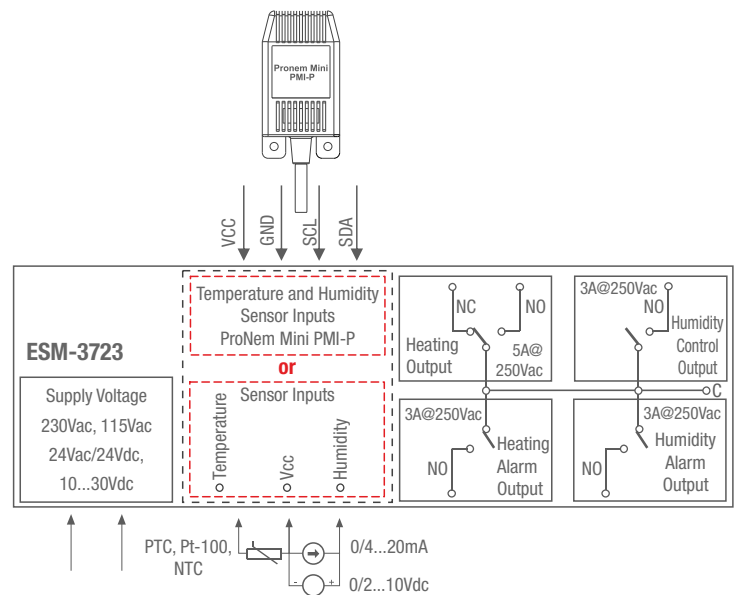 Pronem Mini
PMI-P
VCC
GND
SCL
SDA
ESM-3723
Supply Voltage
230Vac, 115Vac
24Vac/24Vdc,
10...30Vdc
Temperature and Humidity
Sensor Inputs
ProNem Mini PMI-P
or
Sensor Inputs
Temperature
Vcc
Humidity
NC
NO
Heating
Output
5A@
250Vac
3A@250Vac
NO
Humidity
Control
Output
C
3A@250Vac
NO
Heating
Alarm
Output
3A@250Vac
NO
Humidity
Alarm
Output
PTC, Pt-100,
NTC
0/4...20mA
- +
0/2...10Vdc